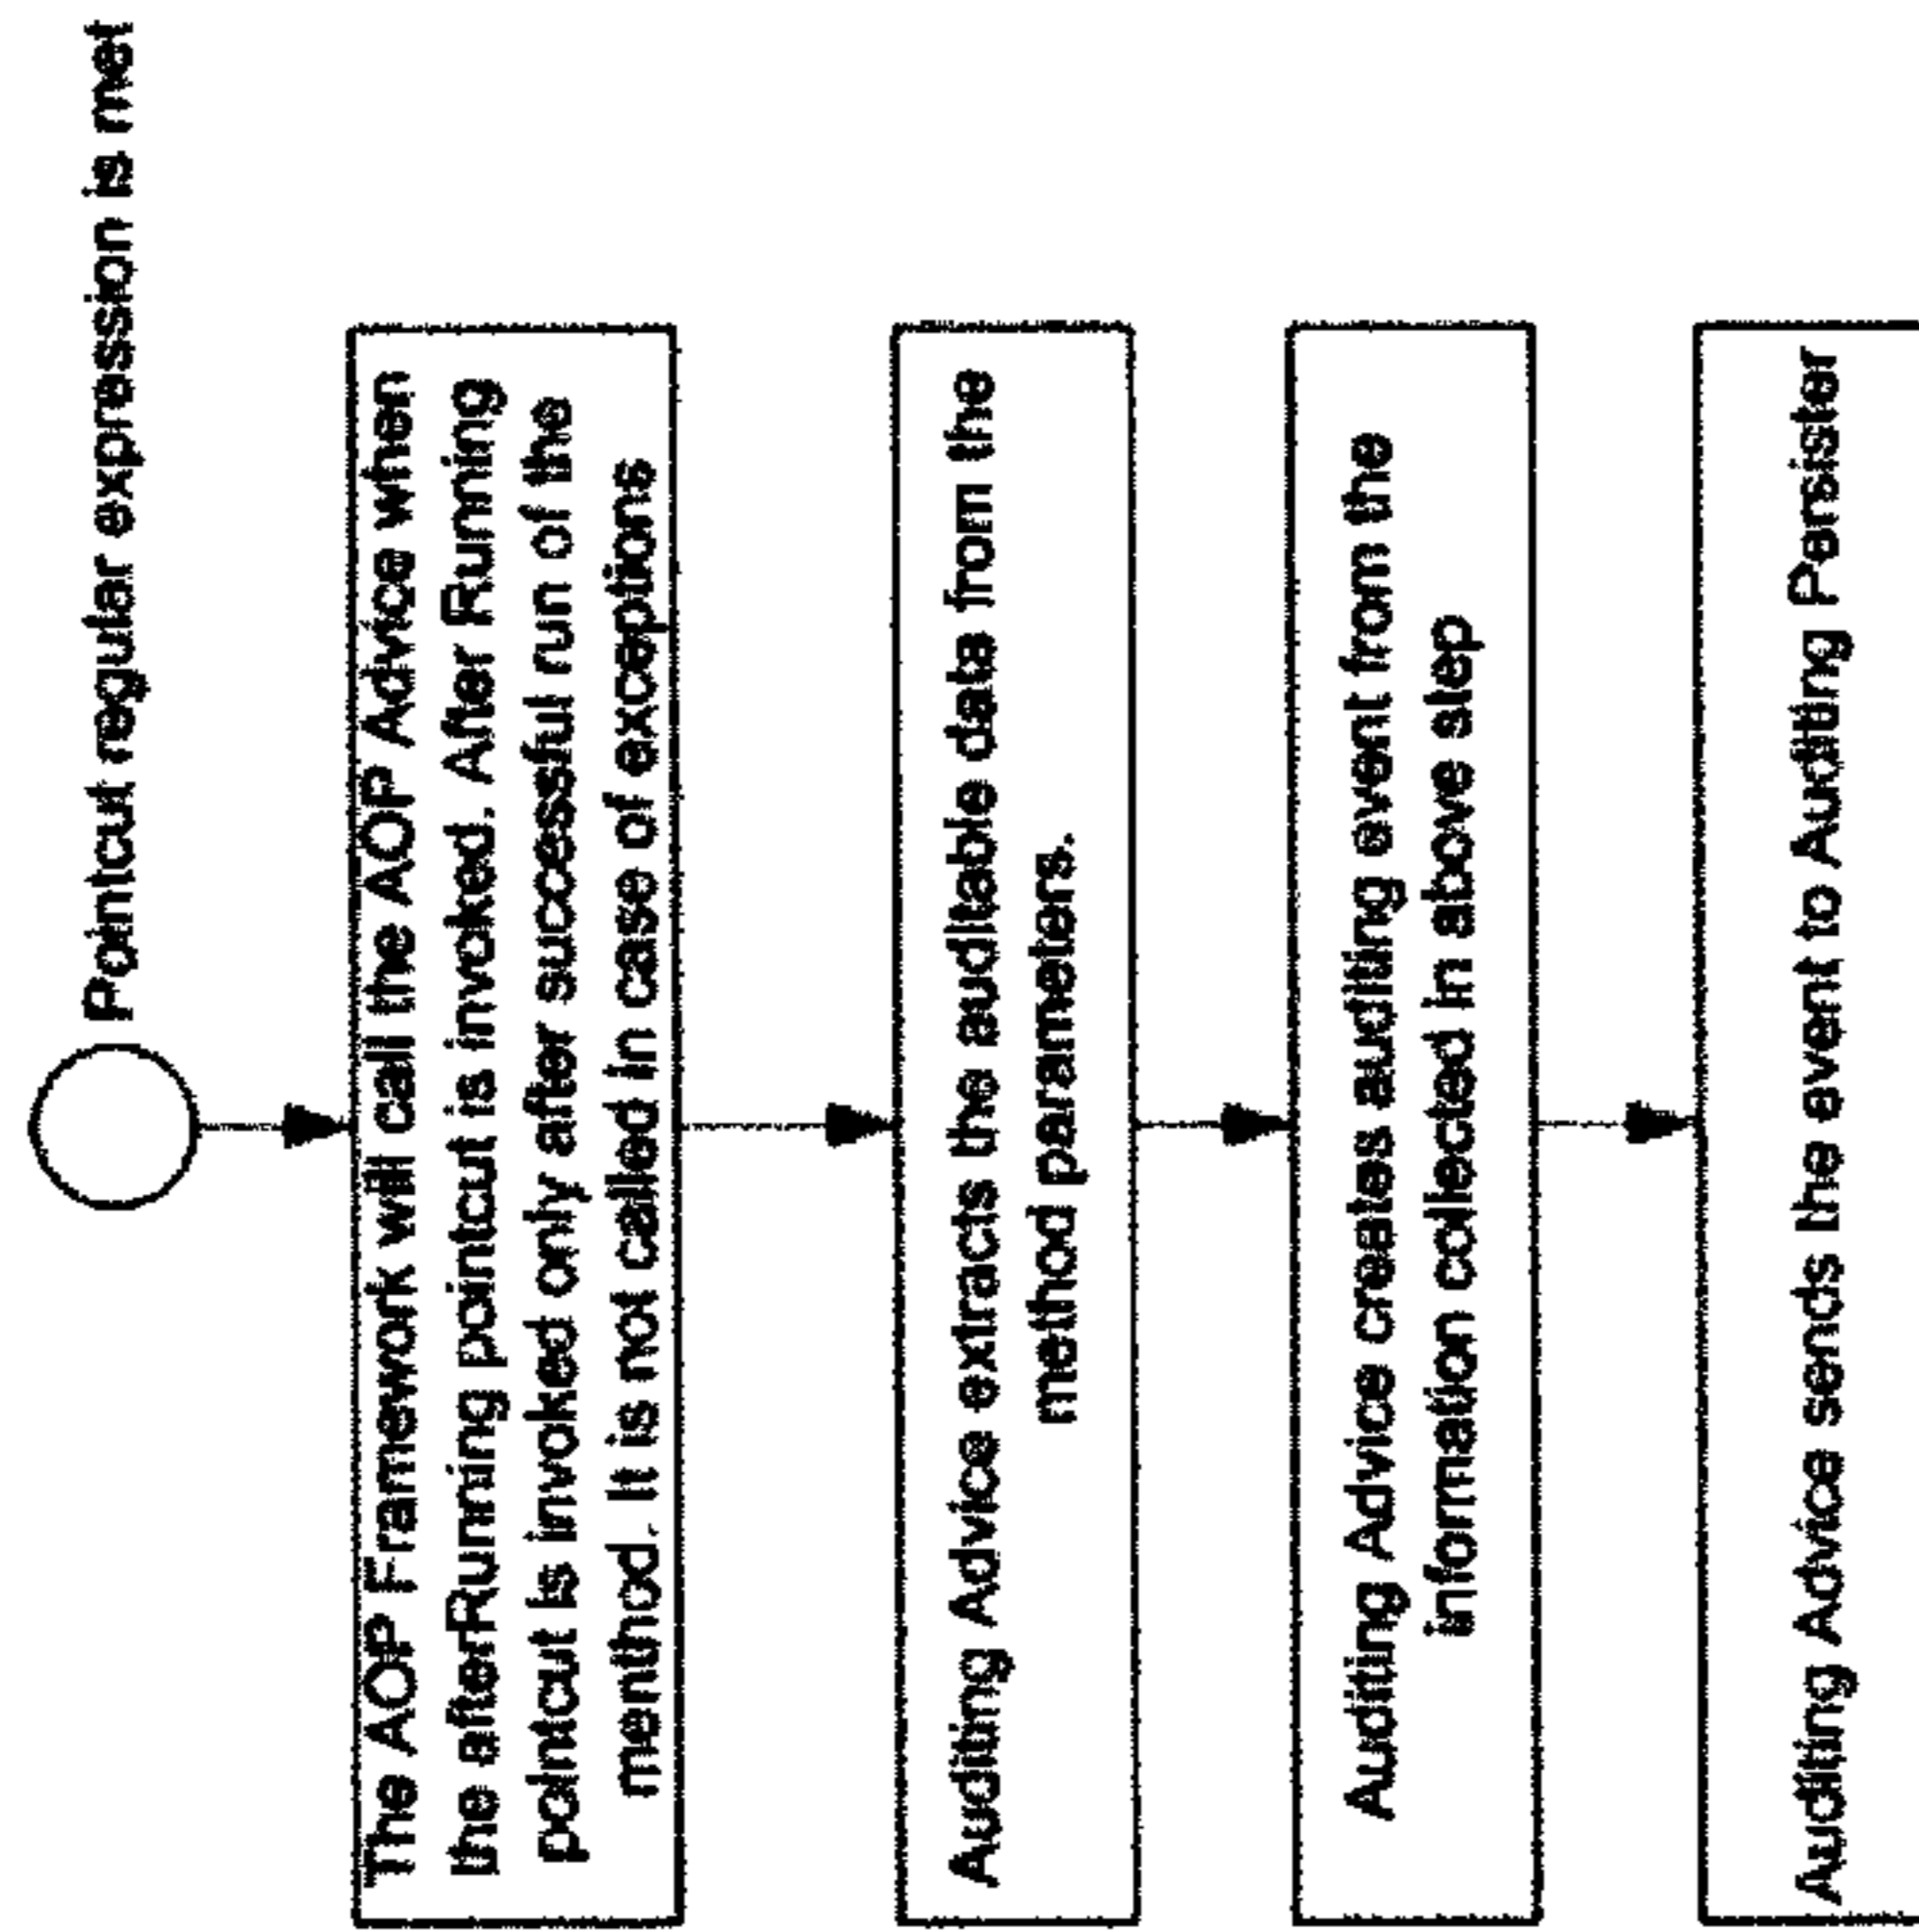 Pointcut regular expression is met
The AOP Framework will call the AOP Advice when
the afterRunning pointcut is invoked. After Running
pointcut is invoked only after successful run of the
menthod. It is not called in case of exceptions
Auditing Advice extracts the auditable data from the
method parameters.
Auditing Advice creates auditing event from the
information collected in above step
Auditing Advice sends the event to Auditing Persister